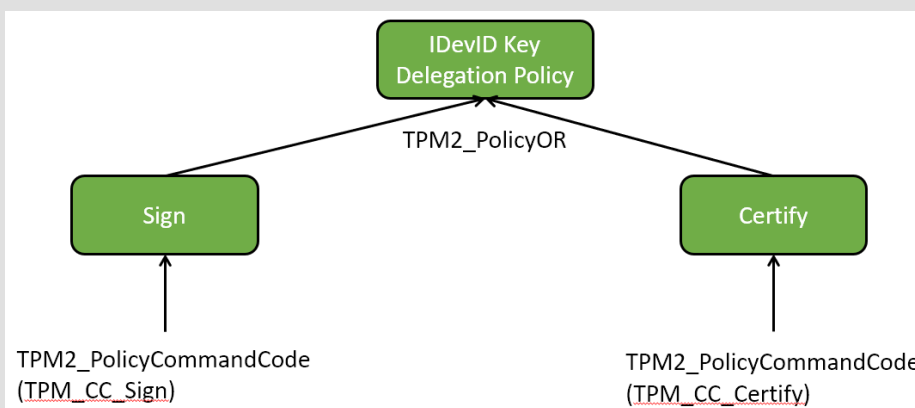 IDevID Key
Delegation Policy
TPM2_PolicyOR
Sign
Certify
TPM2_PolicyCommandCode
(TPM_CC_Sign)
TPM2_PolicyCommandCode
(TPM_CC_Certify)